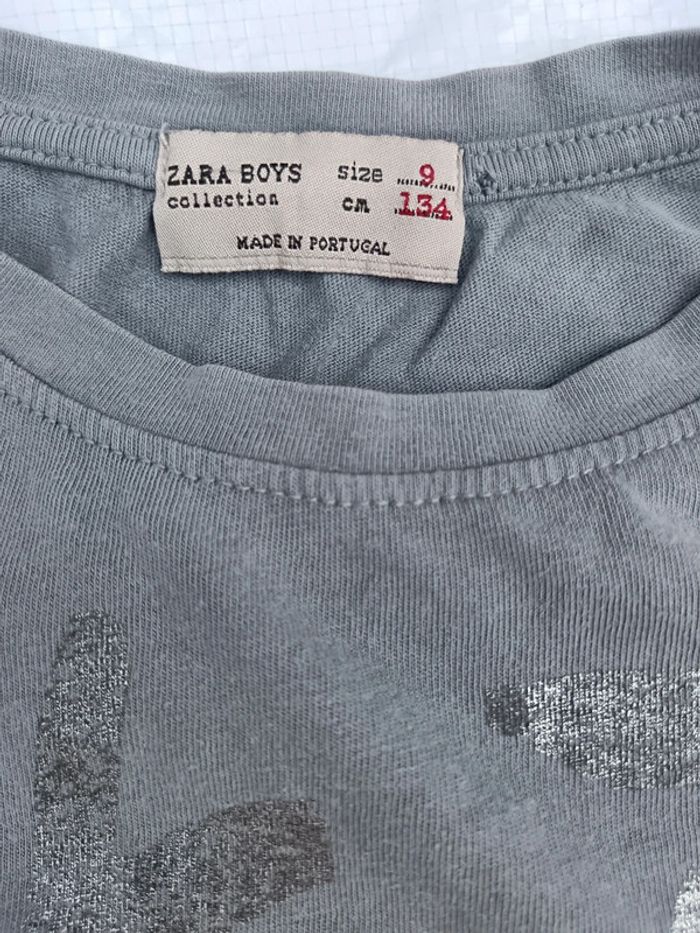 ZARA BOYS size 9
collection cm 134
MADE IN PORTUGAL